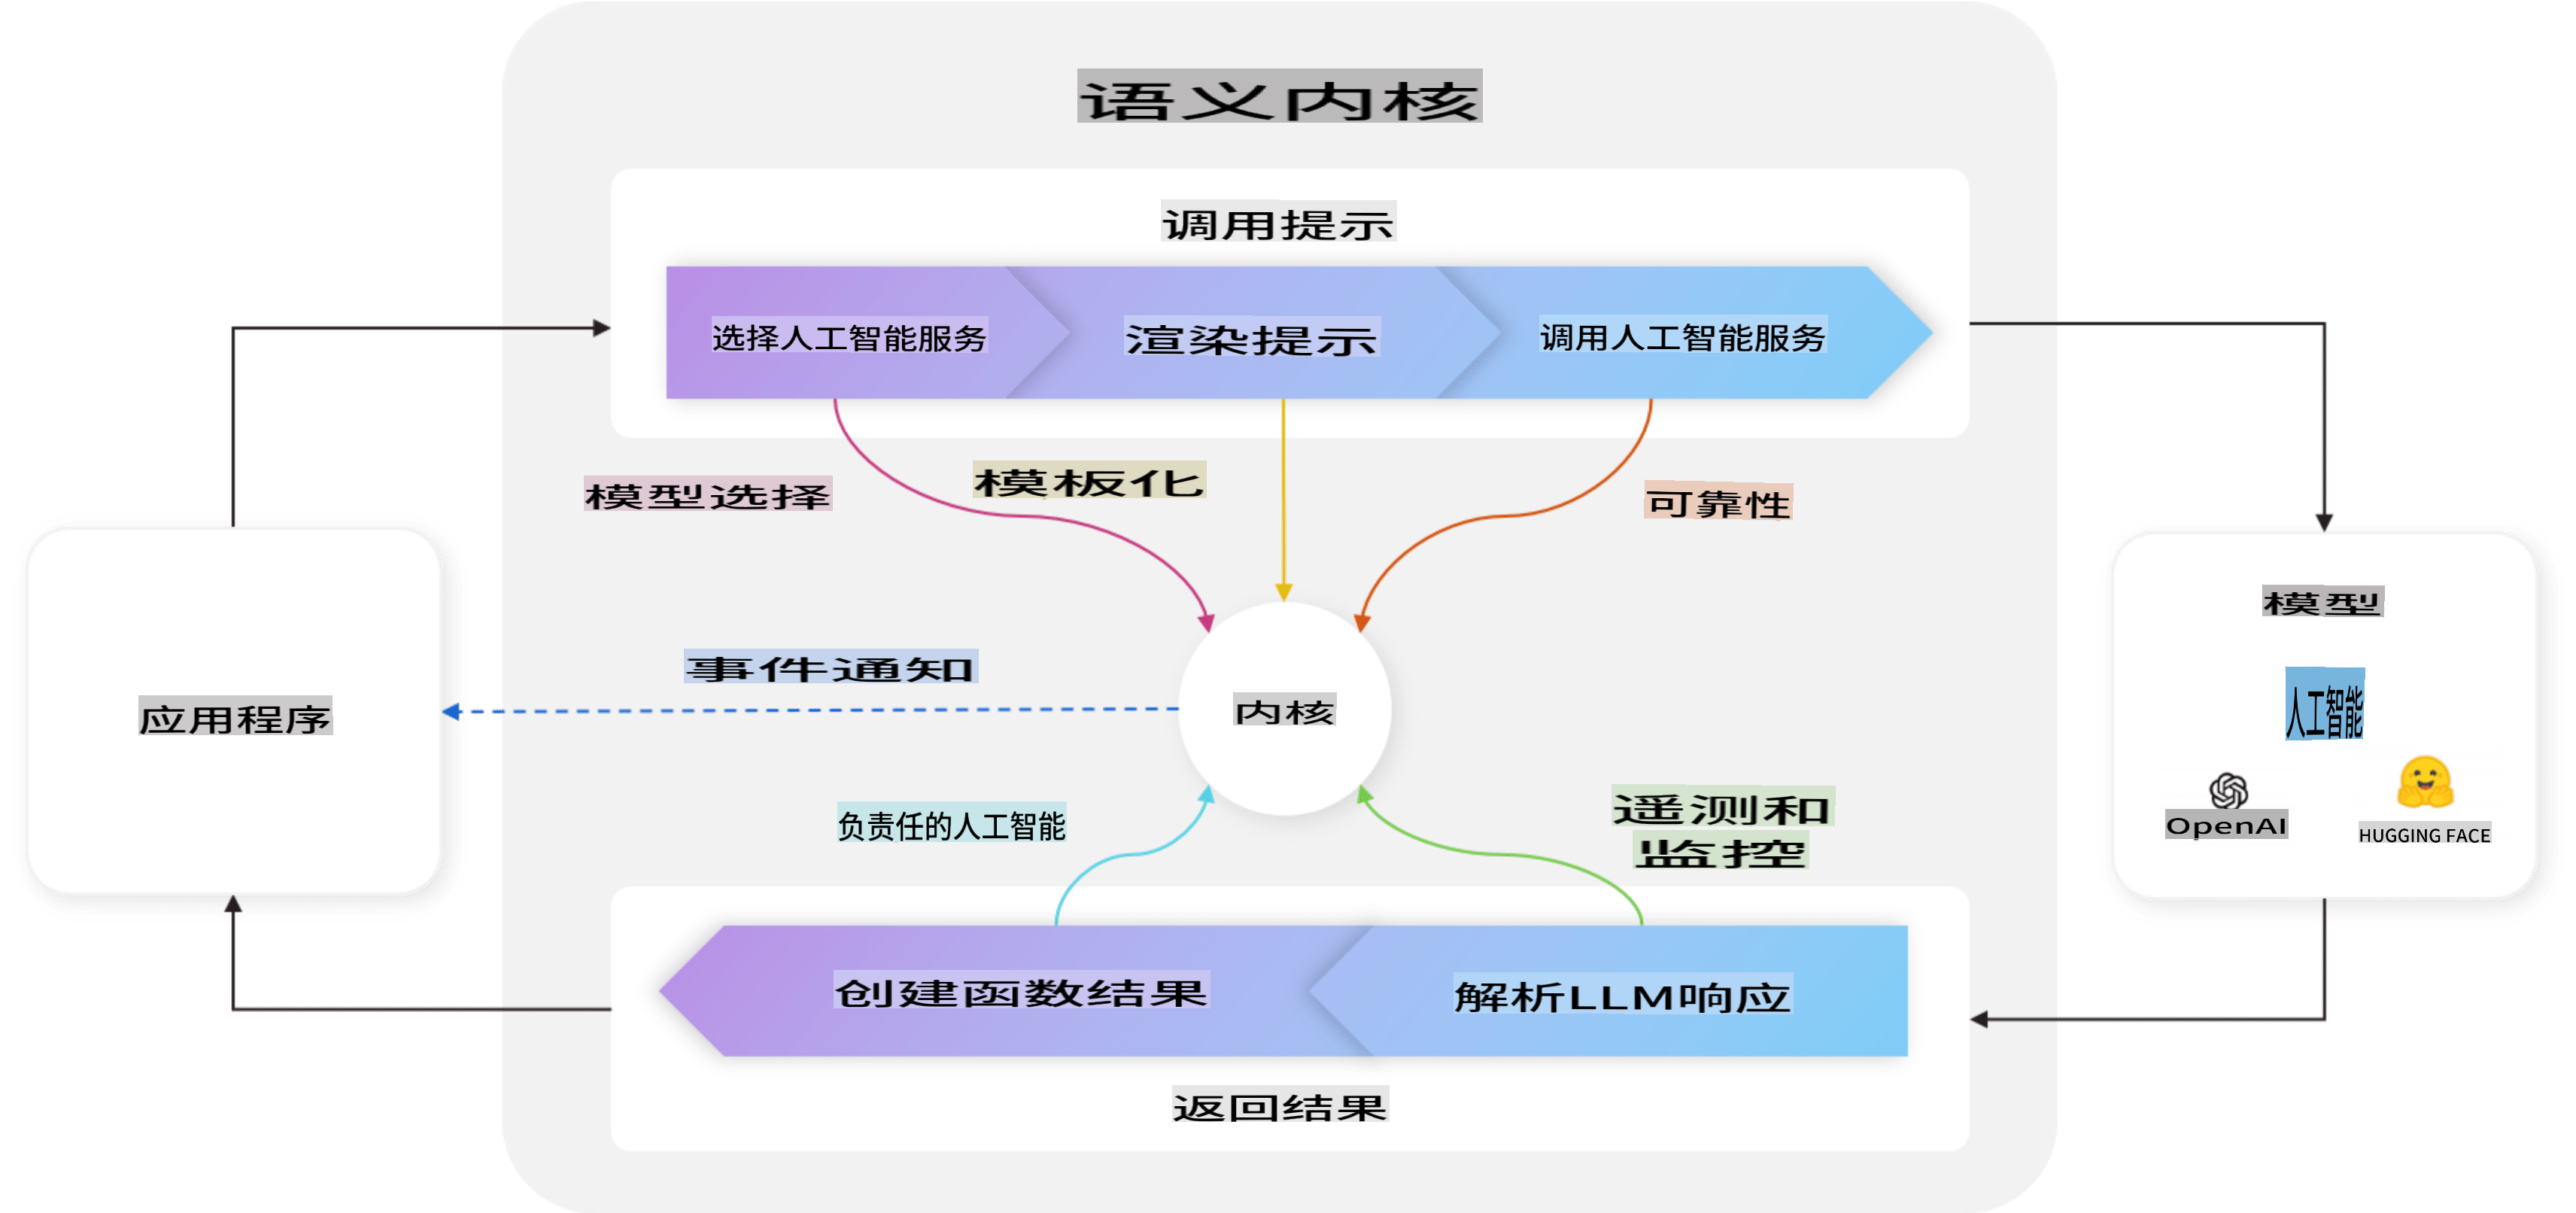 语义内核
调用提示
选择人工智能服务
渲染提示
调用人工智能服务
模型选择
模板化
可靠性
事件通知
应用程序
内核
模型
人工智能
OpenAI
HUGGING FACE
负责任的人工智能
遥测和
监控
创建函数结果
解析LLM响应
返回结果